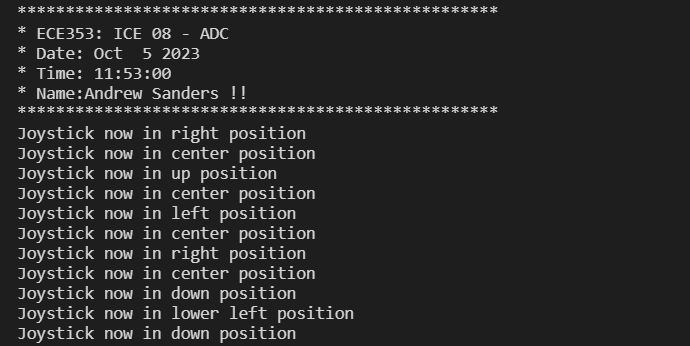 **************************************************
* ECE353: ICE 08 - ADC
* Date: Oct  5 2023
* Time: 11:53:00
* Name:Andrew Sanders !!
**************************************************
Joystick now in right position
Joystick now in center position
Joystick now in up position
Joystick now in center position
Joystick now in left position
Joystick now in center position
Joystick now in right position
Joystick now in center position
Joystick now in down position
Joystick now in lower left position
Joystick now in down position